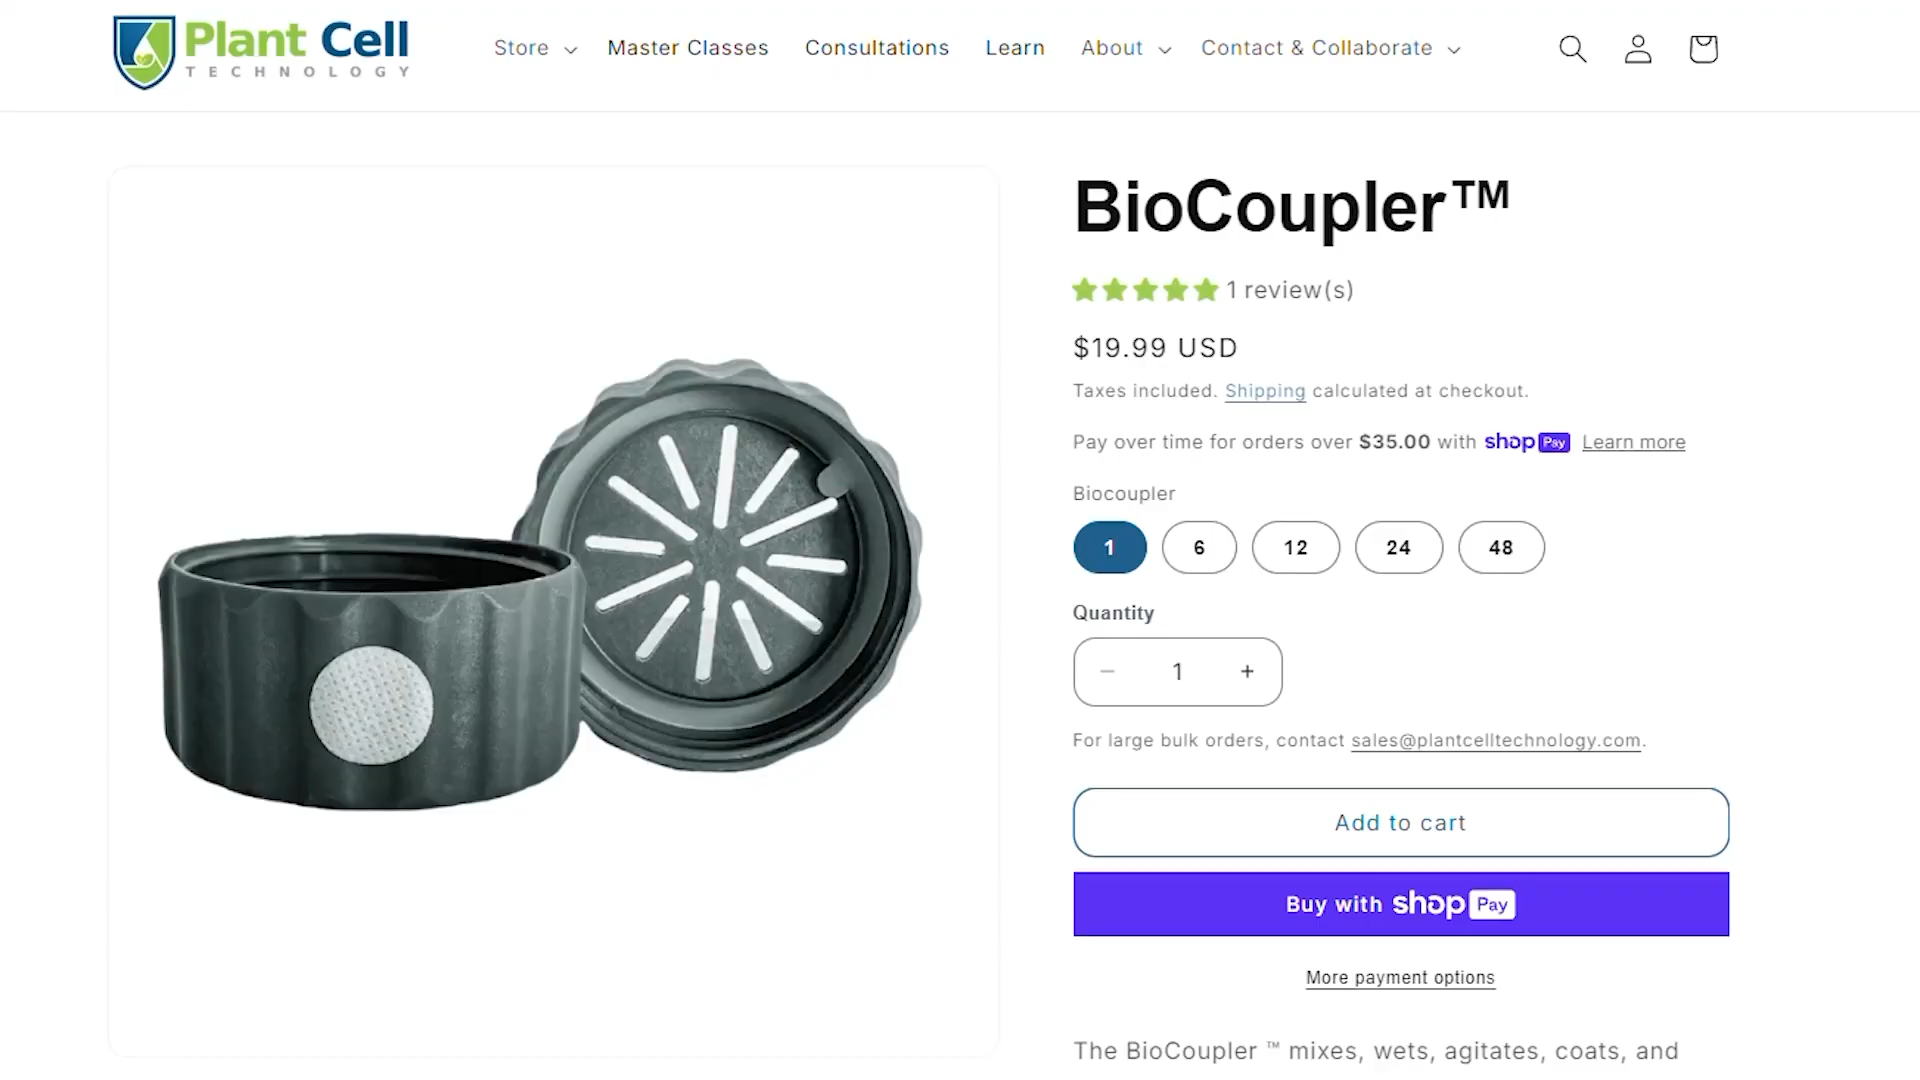 Plant Cell
TECHNOLOGY
Store
Master Classes
Consultations
Learn
About
Contact & Collaborate
BioCoupler™
1 review(s)
$19.99 USD
Taxes included. Shipping calculated at checkout.
Pay over time for orders over $35.00 with shop Pay Learn more
Biocoupler
1 6 12 24 48
Quantity
− 1 +
For large bulk orders, contact sales@plantcelltechnology.com.
Add to cart
Buy with shop Pay
More payment options
The BioCoupler ™ mixes, wets, agitates, coats, and